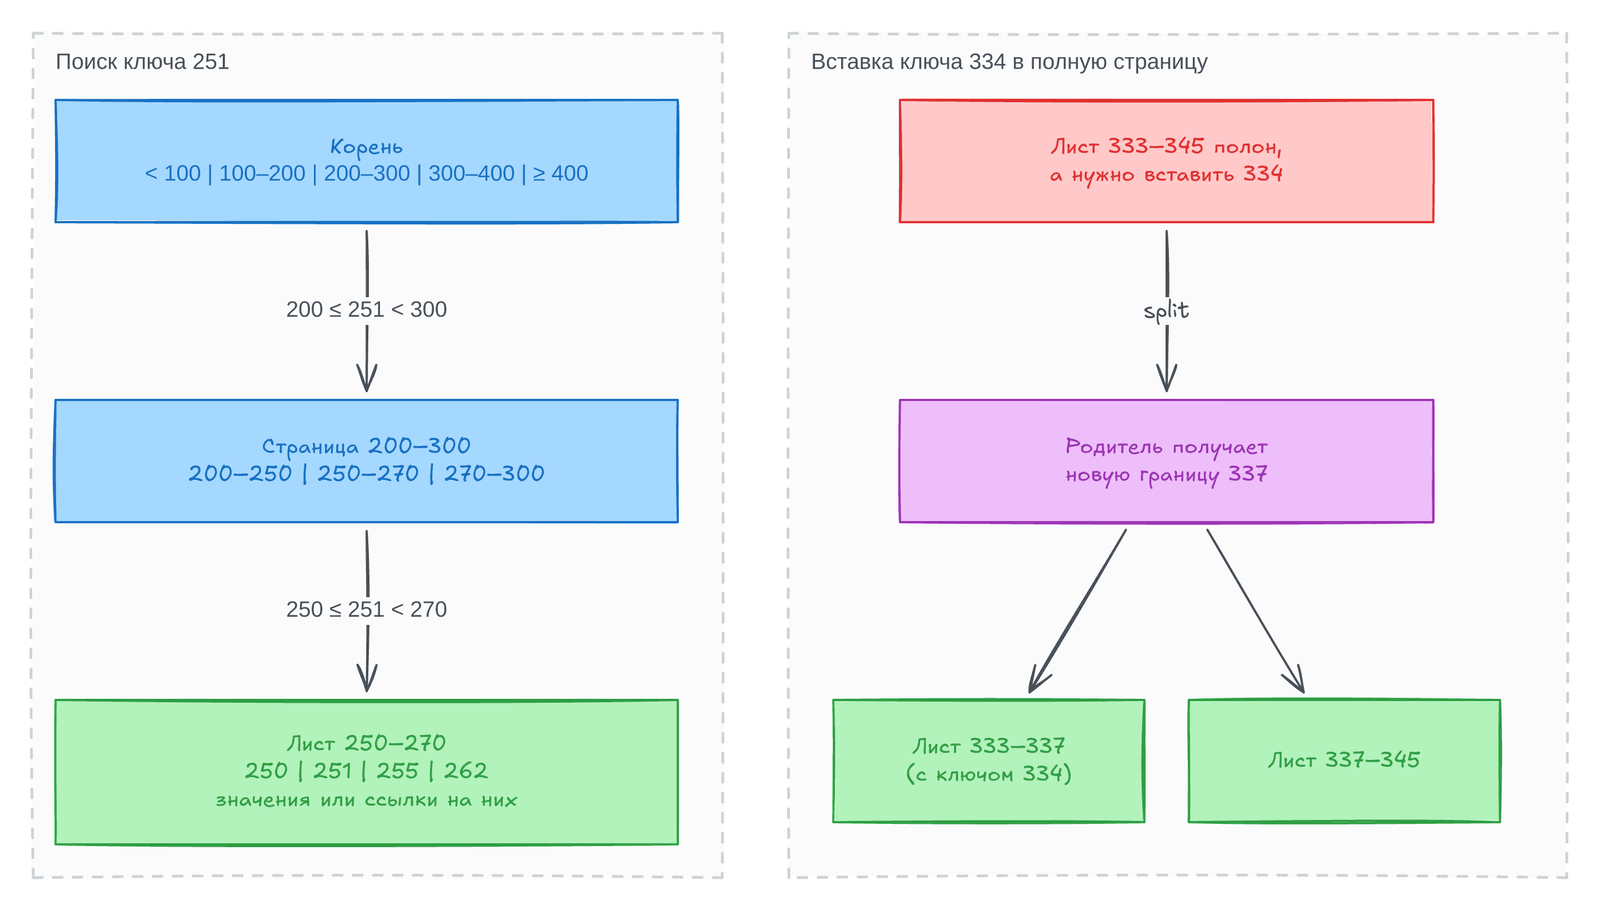 Поиск ключа 251
Корень
< 100 | 100–200 | 200–300 | 300–400 | ≥ 400
200 ≤ 251 < 300
Страница 200–300
200–250 | 250–270 | 270–300
250 ≤ 251 < 270
Лист 250–270
250 | 251 | 255 | 262
значения или ссылки на них
Вставка ключа 334 в полную страницу
Лист 333–345 полон,
а нужно вставить 334
split
Родитель получает
новую границу 337
Лист 333–337
(с ключом 334)
Лист 337–345